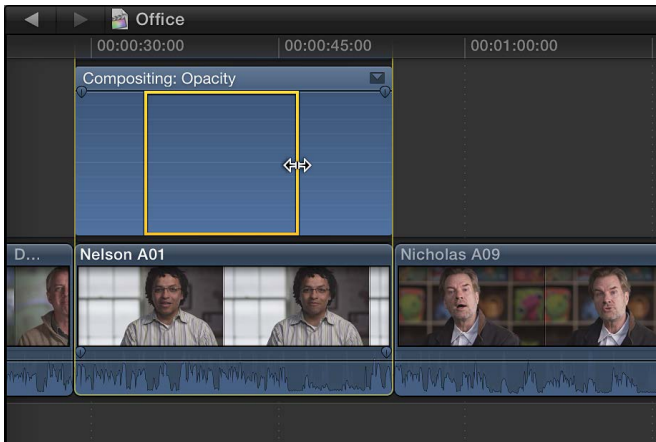 Office
00:00:30:00
00:00:45:00
00:01:00:00
Compositing: Opacity
D...
Nelson A01
Nicholas A09